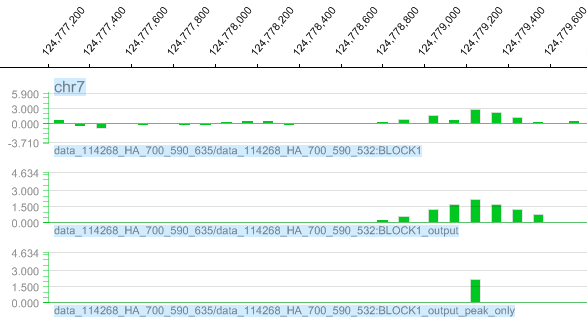 124,777,200 124,777,400 124,777,600 124,777,800 124,778,000 124,778,200 124,778,400 124,778,600 124,778,800 124,779,000 124,779,200 124,779,400 124,779,600
chr7
5.900
3.000
0.000
-3.710
data_114268_HA_700_590_635/data_114268_HA_700_590_532:BLOCK1
4.634
3.000
1.500
0.000
data_114268_HA_700_590_635/data_114268_HA_700_590_532:BLOCK1_output
4.634
3.000
1.500
0.000
data_114268_HA_700_590_635/data_114268_HA_700_590_532:BLOCK1_output_peak_only